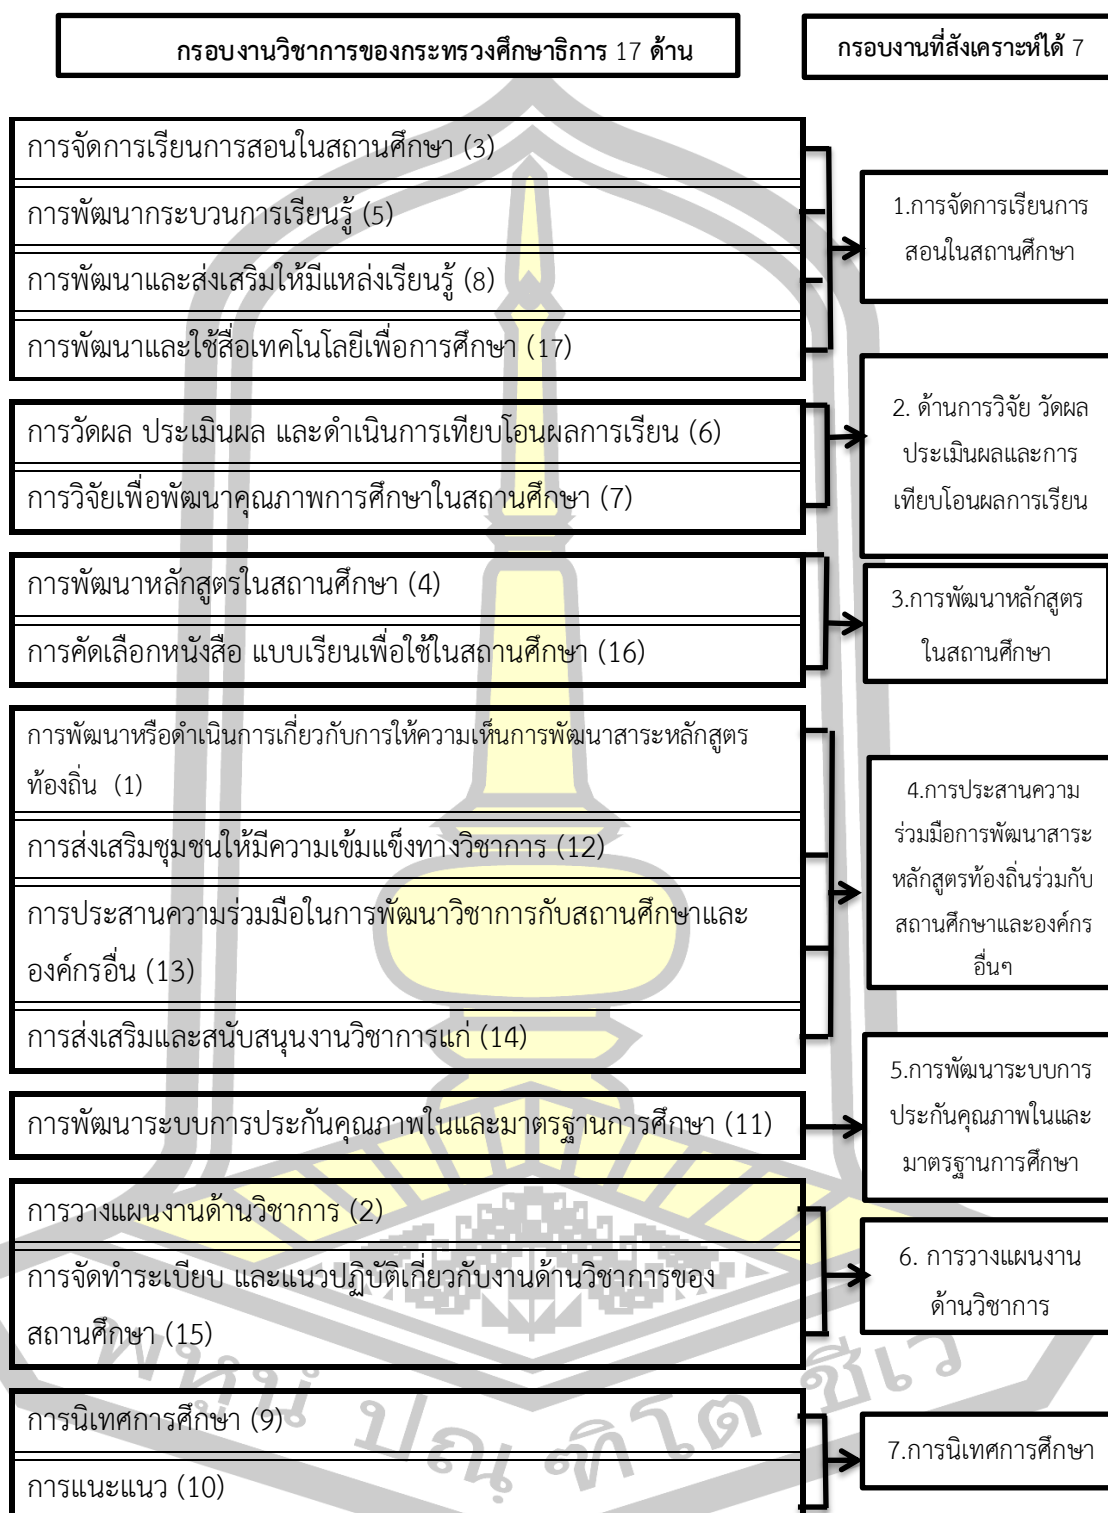 กรอบงานวิชาการของกระทรวงศึกษาธิการ 17 ด้าน
กรอบงานที่สังเคราะห์ได้ 7
การจัดการเรียนการสอนในสถานศึกษา (3)
การพัฒนากระบวนการเรียนรู้ (5)
การพัฒนาและส่งเสริมให้มีแหล่งเรียนรู้ (8)
การพัฒนาและใช้สื่อเทคโนโลยีเพื่อการศึกษา (17)
1.การจัดการเรียนการ
สอนในสถานศึกษา
การวัดผล ประเมินผล และดำเนินการเทียบโอนผลการเรียน (6)
การวิจัยเพื่อพัฒนาคุณภาพการศึกษาในสถานศึกษา (7)
2. ด้านการวิจัย วัดผล
ประเมินผลและการ
เทียบโอนผลการเรียน
การพัฒนาหลักสูตรในสถานศึกษา (4)
การคัดเลือกหนังสือ แบบเรียนเพื่อใช้ในสถานศึกษา (16)
3.การพัฒนาหลักสูตร
ในสถานศึกษา
การพัฒนาหรือดำเนินการเกี่ยวกับการให้ความเห็นการพัฒนาสาระหลักสูตร
ท้องถิ่น (1)
การส่งเสริมชุมชนให้มีความเข้มแข็งทางวิชาการ (12)
การประสานความร่วมมือในการพัฒนาวิชาการกับสถานศึกษาและ
องค์กรอื่น (13)
การส่งเสริมและสนับสนุนงานวิชาการแก่ (14)
4.การประสานความ
ร่วมมือการพัฒนาสาระ
หลักสูตรท้องถิ่นร่วมกับ
สถานศึกษาและองค์กร
อื่นๆ
การพัฒนาระบบการประกันคุณภาพในและมาตรฐานการศึกษา (11)
5.การพัฒนาระบบการ
ประกันคุณภาพในและ
มาตรฐานการศึกษา
การวางแผนงานด้านวิชาการ (2)
การจัดทำระเบียบ และแนวปฏิบัติเกี่ยวกับงานด้านวิชาการของ
สถานศึกษา (15)
6. การวางแผนงาน
ด้านวิชาการ
การนิเทศการศึกษา (9)
การแนะแนว (10)
7.การนิเทศการศึกษา
พหูนํ ปณฺฑิโต ชีเว